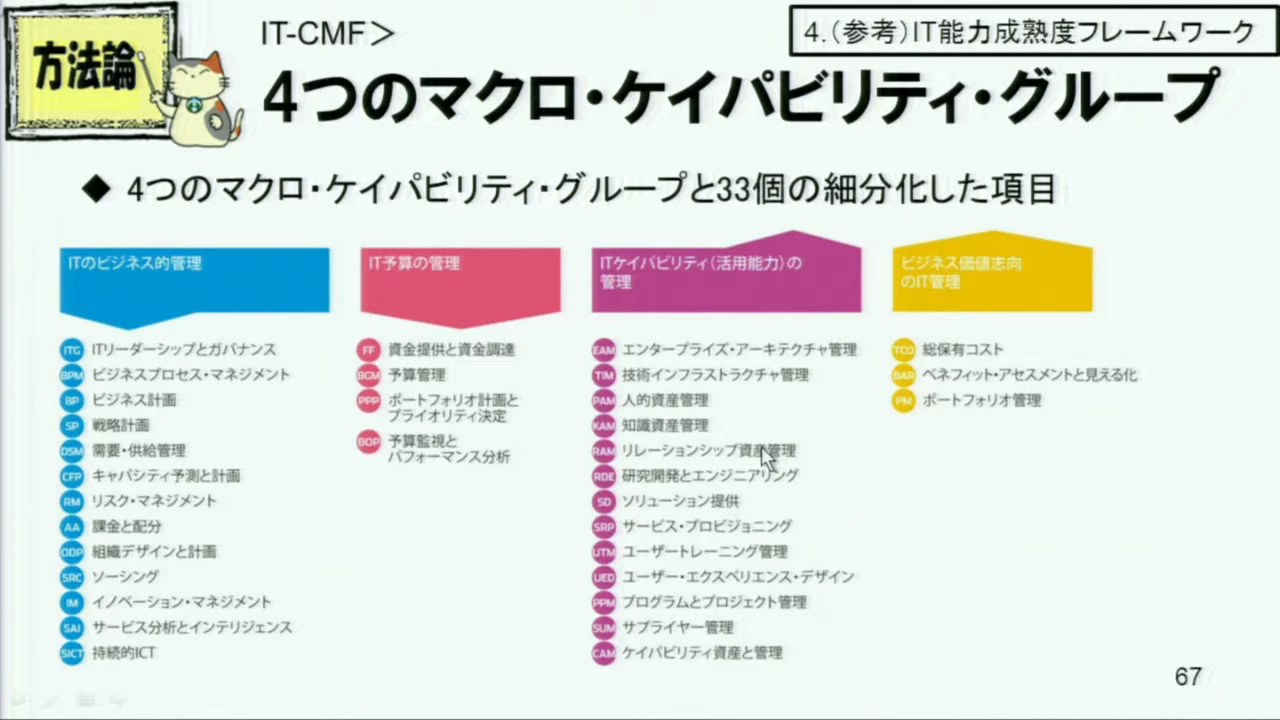 方法論
IT-CMF＞
4.（参考）IT能力成熟度フレームワーク
4つのマクロ・ケイパビリティ・グループ
◆ 4つのマクロ・ケイパビリティ・グループと33個の細分化した項目
ITのビジネス的管理
ITG ITリーダーシップとガバナンス
BPM ビジネスプロセス・マネジメント
BP ビジネス計画
SP 戦略計画
DSM 需要・供給管理
CFP キャパシティ予測と計画
RM リスク・マネジメント
AA 課金と配分
ODP 組織デザインと計画
SRC ソーシング
IM イノベーション・マネジメント
SAI サービス分析とインテリジェンス
SICT 持続的ICT
IT予算の管理
FF 資金提供と資金調達
BGM 予算管理
PPP ポートフォリオ計画と
プライオリティ決定
BOP 予算監視と
パフォーマンス分析
ITケイパビリティ（活用能力）の
管理
EAM エンタープライズ・アーキテクチャ管理
TIM 技術インフラストラクチャ管理
PAM 人的資産管理
KAM 知識資産管理
RAM リレーションシップ資産管理
RDE 研究開発とエンジニアリング
SD ソリューション提供
SRP サービス・プロビジョニング
UTM ユーザートレーニング管理
UED ユーザー・エクスペリエンス・デザイン
PPM プログラムとプロジェクト管理
SUM サプライヤー管理
CAM ケイパビリティ資産と管理
ビジネス価値志向
のIT管理
TCO 総保有コスト
BAR ベネフィット・アセスメントと見える化
PM ポートフォリオ管理
67